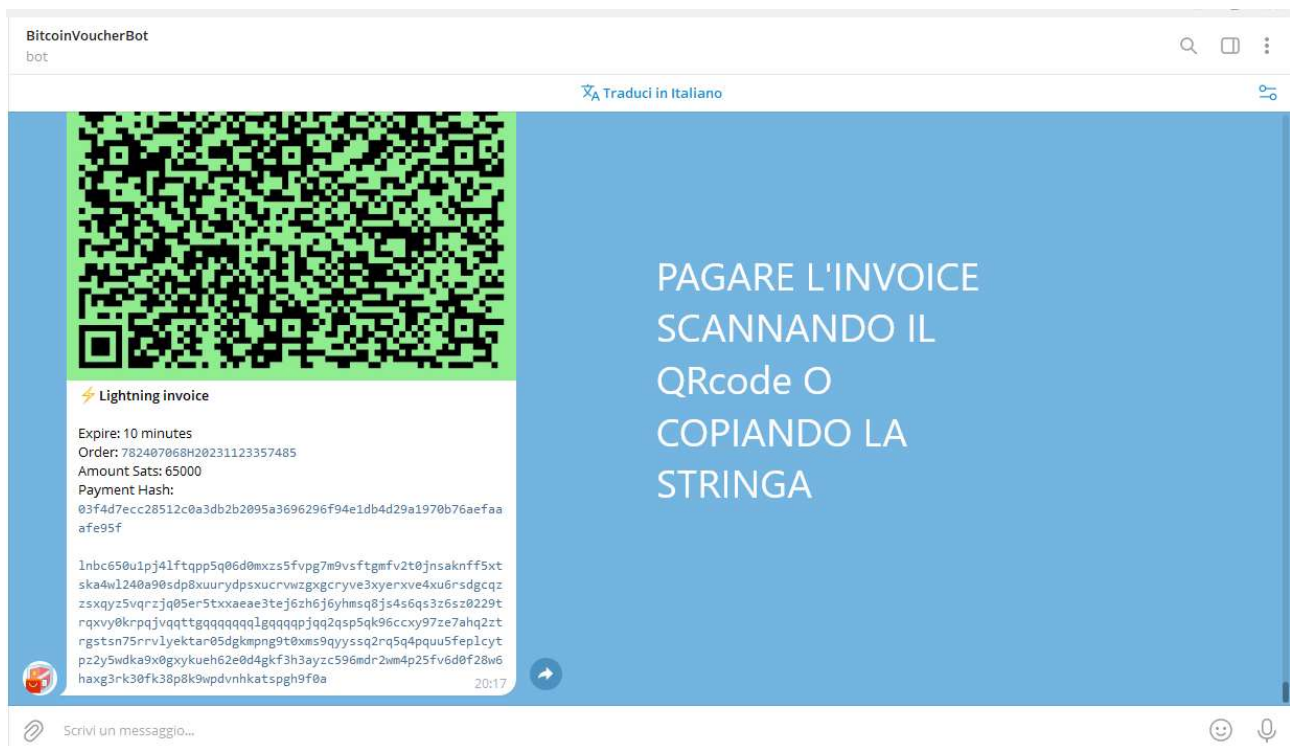 BitcoinVoucherBot
bot
Traduci in Italiano
PAGARE L'INVOICE
SCANNANDO IL
QRcode O
COPIANDO LA
STRINGA
⚡ Lightning invoice
Expire: 10 minutes
Order: 782407068H20231123357485
Amount Sats: 65000
Payment Hash:
03f4d7ecc28512c0a3db2b2095a3696296f94e1db4d29a1970b76aefaa
afe95f
lnbc650u1pj4lftqpp5q06d0mxzs5fvpg7m9vsftgmfv2t0jnsaknff5xt
ska4wl240a90sdp8xuurydpsxucrvwzgxgcryve3xyerxve4xu6rsdgcqz
zsxqyz5vqrzjq05er5txxaeae3tej6zh6j6yhmsq8js4s6qs3z6sz0229t
rqxvy0krpqjvqqttgqqqqqqqlgqqqqpjqq2qsp5qk96ccxy97ze7ahq2zt
rgstsn75rrvlyektar05dgkmpng9t0xms9qyyssq2rq5q4pquu5feplcyt
pz2y5wdka9x0gxykueh62e0d4gkf3h3ayzc596mdr2wm4p25fv6d0f28w6
haxg3rk30fk38p8k9wpdvnhkatspgh9f0a
20:17
Scrivi un messaggio...